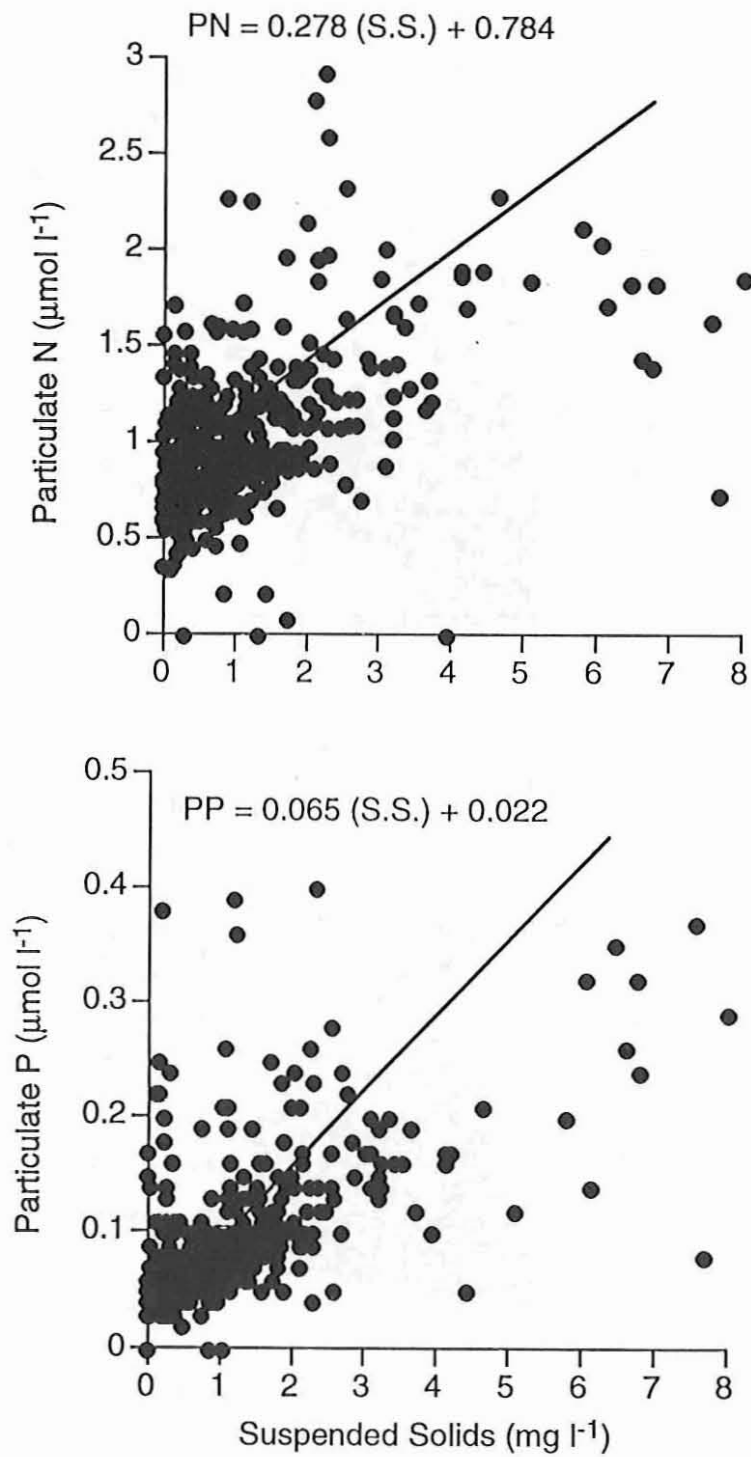 PN = 0.278 (S.S.) + 0.784
3
2.5
2
1.5
1
0.5
0
Particulate N (µmol l-1)
0 1 2 3 4 5 6 7 8
0.5
PP = 0.065 (S.S.) + 0.022
0.4
0.3
0.2
0.1
0
Particulate P (µmol l-1)
0 1 2 3 4 5 6 7 8
Suspended Solids (mg l-1)